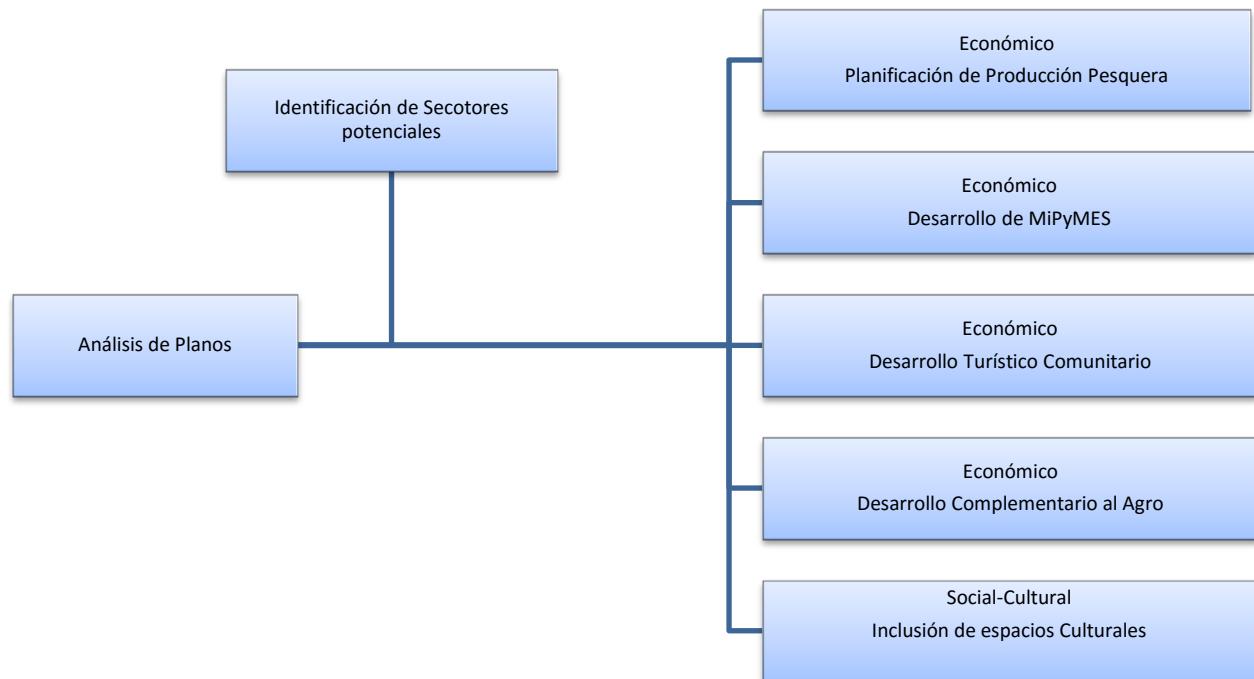 Análisis de Planos
Identificación de Secotores
potenciales
Económico
Planificación de Producción Pesquera
Económico
Desarrollo de MiPyMES
Económico
Desarrollo Turístico Comunitario
Económico
Desarrollo Complementario al Agro
Social-Cultural
Inclusión de espacios Culturales